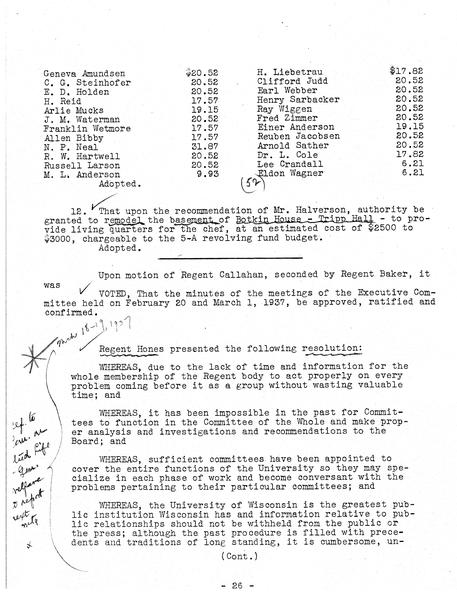 Geneva Amundsen $20.52 H. Liebetrau $17.82
C. G. Steinhofer 20.52 Clifford Judd 20.52
E. D. Holden 20.52 Earl Webber 20.52
H. Reid 17.57 Henry Sarbacker 20.52
Arlie Mucks 19.15 Ray Wiggen 20.52
J. M. Waterman 20.52 Fred Zimmer 20.52
Franklin Wetmore 17.57 Einer Anderson 19.15
Allen Bibby 17.57 Reuben Jacobsen 20.52
N. P. Neal 31.87 Arnold Sather 20.52
R. W. Hartwell 20.52 Dr. L. Cole 17.82
Russell Larson 20.52 Lee Crandall 6.21
M. L. Anderson 9.93 Eldon Wagner 6.21
Adopted.
(52)
12. That upon the recommendation of Mr. Halverson, authority be
granted to remodel the basement of Botkin House - Tripp Hall - to pro-
vide living quarters for the chef, at an estimated cost of $2500 to
$3000, chargeable to the 5-A revolving fund budget.
Adopted.
Upon motion of Regent Callahan, seconded by Regent Baker, it
was
VOTED, That the minutes of the meetings of the Executive Com-
mittee held on February 20 and March 1, 1937, be approved, ratified and
confirmed.
Regent Hones presented the following resolution:
WHEREAS, due to the lack of time and information for the
whole membership of the Regent body to act properly on every
problem coming before it as a group without wasting valuable
time; and
WHEREAS, it has been impossible in the past for Commit-
tees to function in the Committee of the Whole and make prop-
er analysis and investigations and recommendations to the
Board; and
WHEREAS, sufficient committees have been appointed to
cover the entire functions of the University so they may spe-
cialize in each phase of work and become conversant with the
problems pertaining to their particular committees; and
WHEREAS, the University of Wisconsin is the greatest pub-
lic institution Wisconsin has and information relative to pub-
lic relationships should not be withheld from the public or
the press; although the past procedure is filled with prece-
dents and traditions of long standing, it is cumbersome, un-
(Cont.)
- 26 -